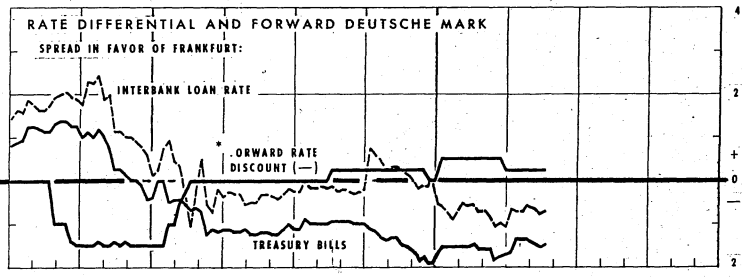 RATE DIFFERENTIAL AND FORWARD DEUTSCHE MARK
SPREAD IN FAVOR OF FRANKFURT:
INTERBANK LOAN RATE
* .ORWARD RATE
DISCOUNT (—)
TREASURY BILLS
4
2
+
0
—
2